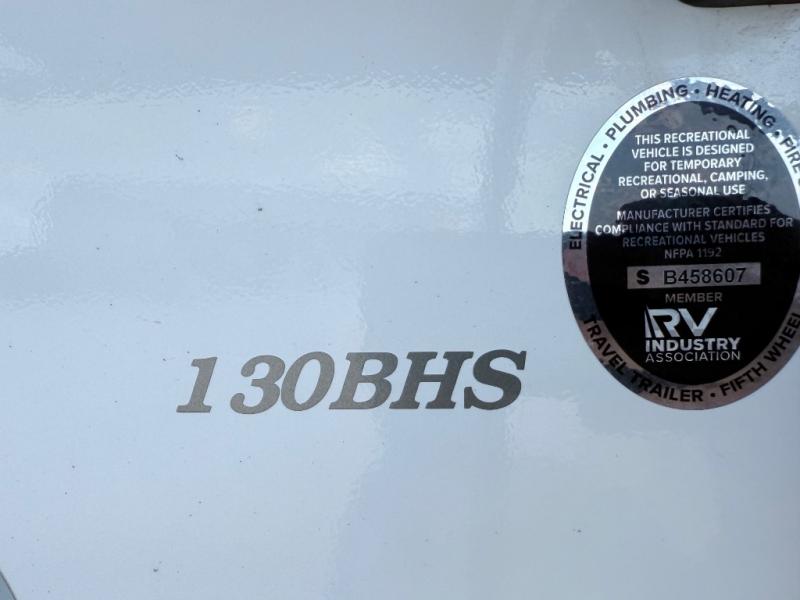 ELECTRICAL • PLUMBING • HEATING • FIRE
THIS RECREATIONAL
VEHICLE IS DESIGNED
FOR TEMPORARY
RECREATIONAL, CAMPING,
OR SEASONAL USE
MANUFACTURER CERTIFIES
COMPLIANCE WITH STANDARD FOR
RECREATIONAL VEHICLES
NFPA 1192
S B458607
MEMBER
RV
INDUSTRY
ASSOCIATION
TRAVEL TRAILER • FIFTH WHEEL
130BHS